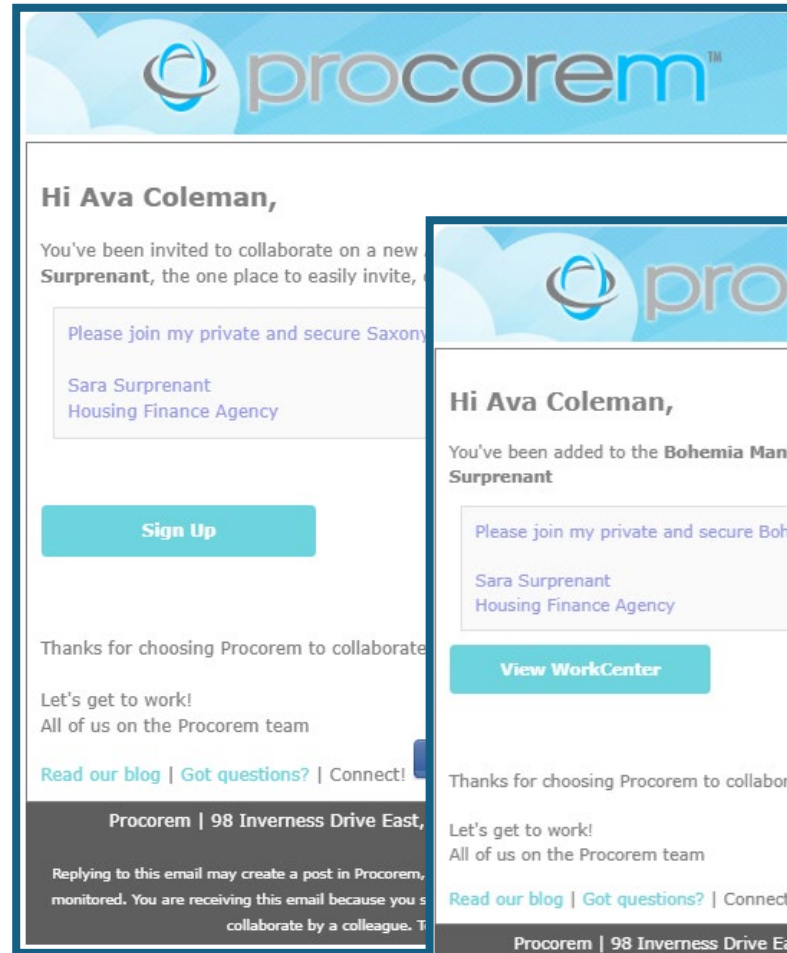 procorem™
Hi Ava Coleman,
You've been invited to collaborate on a new
Surprenant, the one place to easily invite,
Please join my private and secure Saxony
Sara Surprenant
Housing Finance Agency
Sign Up
Thanks for choosing Procorem to collaborate
Let's get to work!
All of us on the Procorem team
Read our blog | Got questions? | Connect!
Procorem | 98 Inverness Drive East,
Replying to this email may create a post in Procorem,
monitored. You are receiving this email because you
collaborate by a colleague.
pro
Hi Ava Coleman,
You've been added to the Bohemia Man
Surprenant
Please join my private and secure Boh
Sara Surprenant
Housing Finance Agency
View WorkCenter
Thanks for choosing Procorem to collabor
Let's get to work!
All of us on the Procorem team
Read our blog | Got questions? | Connect
Procorem | 98 Inverness Drive Ea